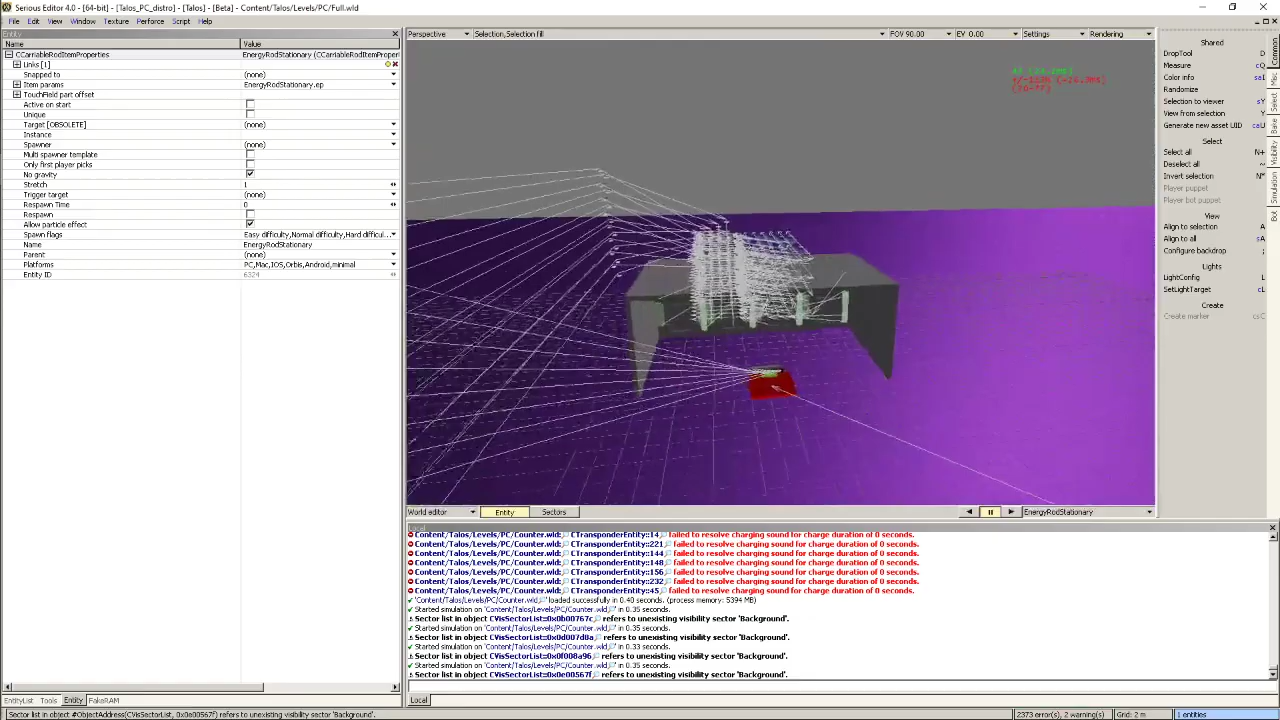 Serious Editor 4.0 - [64-bit] - [Talos_PC_distro] - [Talos] - [Beta] - Content/Talos/Levels/PC/Full.wld
File Edit View Window Texture Perforce Script Help
Entity
Name Value
CCarriableRodItemProperties EnergyRodStationary (CCarriableRodItemProper
Links [1]
Snapped to (none)
Item params EnergyRodStationary.ep
TouchField part offset
Active on start
Unique
Target [OBSOLETE] (none)
Instance
Spawner (none)
Multi spawner template
Only first player picks
No gravity
Stretch 1
Trigger target (none)
Respawn Time 0
Respawn
Allow particle effect
Spawn flags Easy difficulty,Normal difficulty,Hard difficul...
Name EnergyRodStationary
Parent (none)
Platforms PC,Mac,IOS,Orbis,Android,minimal
Entity ID 6324
EntityList Tools Entity FakeRAM
Perspective Selection,Selection fill FOV 90.00 EV 0.00 Settings Rendering
World editor Entity Sectors EnergyRodStationary
Local
Content/Talos/Levels/PC/Counter.wld: CTransponderEntity::14 failed to resolve charging sound for charge duration of 0 seconds.
Content/Talos/Levels/PC/Counter.wld: CTransponderEntity::221 failed to resolve charging sound for charge duration of 0 seconds.
Content/Talos/Levels/PC/Counter.wld: CTransponderEntity::144 failed to resolve charging sound for charge duration of 0 seconds.
Content/Talos/Levels/PC/Counter.wld: CTransponderEntity::148 failed to resolve charging sound for charge duration of 0 seconds.
Content/Talos/Levels/PC/Counter.wld: CTransponderEntity::156 failed to resolve charging sound for charge duration of 0 seconds.
Content/Talos/Levels/PC/Counter.wld: CTransponderEntity::232 failed to resolve charging sound for charge duration of 0 seconds.
Content/Talos/Levels/PC/Counter.wld: CTransponderEntity::45 failed to resolve charging sound for charge duration of 0 seconds.
'Content/Talos/Levels/PC/Counter.wld' loaded successfully in 0.40 seconds. (process memory: 5394 MB)
Started simulation on 'Content/Talos/Levels/PC/Counter.wld' in 0.35 seconds.
Sector list in object CVisSectorList:0x0b00767c refers to unexisting visibility sector 'Background'.
Started simulation on 'Content/Talos/Levels/PC/Counter.wld' in 0.35 seconds.
Sector list in object CVisSectorList:0x0d007d8a refers to unexisting visibility sector 'Background'.
Started simulation on 'Content/Talos/Levels/PC/Counter.wld' in 0.33 seconds.
Sector list in object CVisSectorList:0x0f008a96 refers to unexisting visibility sector 'Background'.
Started simulation on 'Content/Talos/Levels/PC/Counter.wld' in 0.35 seconds.
Sector list in object CVisSectorList:0x0e00567f refers to unexisting visibility sector 'Background'.
Local
Shared
DropTool D
Measure cQ
Color info saI
Randomize
Selection to viewer sY
View from selection Y
Generate new asset UID caU
Select
Select all N+
Deselect all ~
Invert selection N*
Player puppet
Player bot puppet
View
Align to selection A
Align to all sA
Configure backdrop ;
Lights
LightConfig L
SetLightTarget cL
Create
Create marker csC
Misc
Select
Bake
Visibility
Simulation
Bot
Sector list in object #ObjectAddress(CVisSectorList, 0x0e00567f) refers to unexisting visibility sector 'Background'.
2373 error(s), 2 warning(s) Grid: 2 m 1 entities